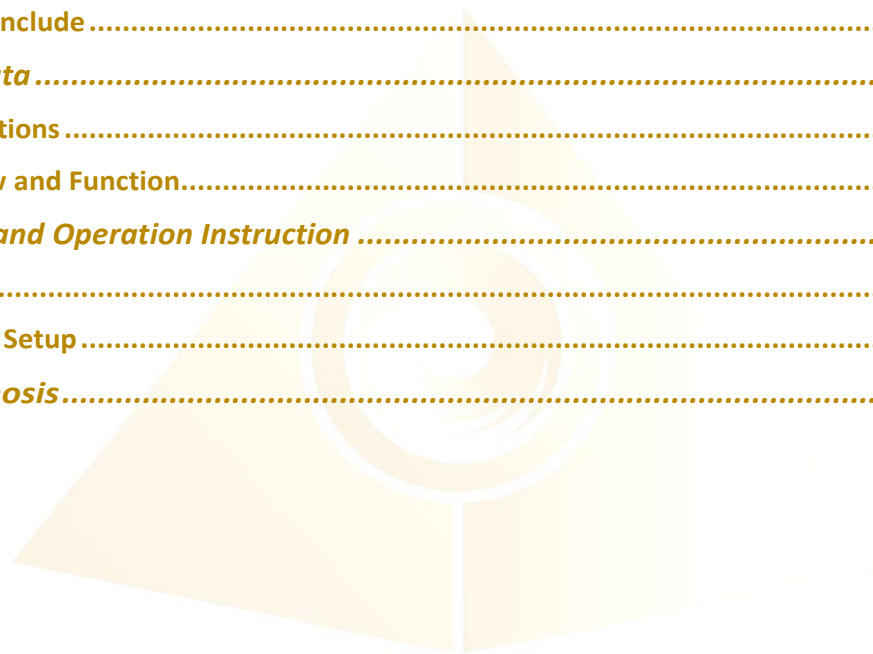 nclude ....................................................................................................
ta ....................................................................................................
tions ....................................................................................................
and Function....................................................................................................
and Operation Instruction ..............................................................
....................................................................................................
Setup ....................................................................................................
osis ....................................................................................................